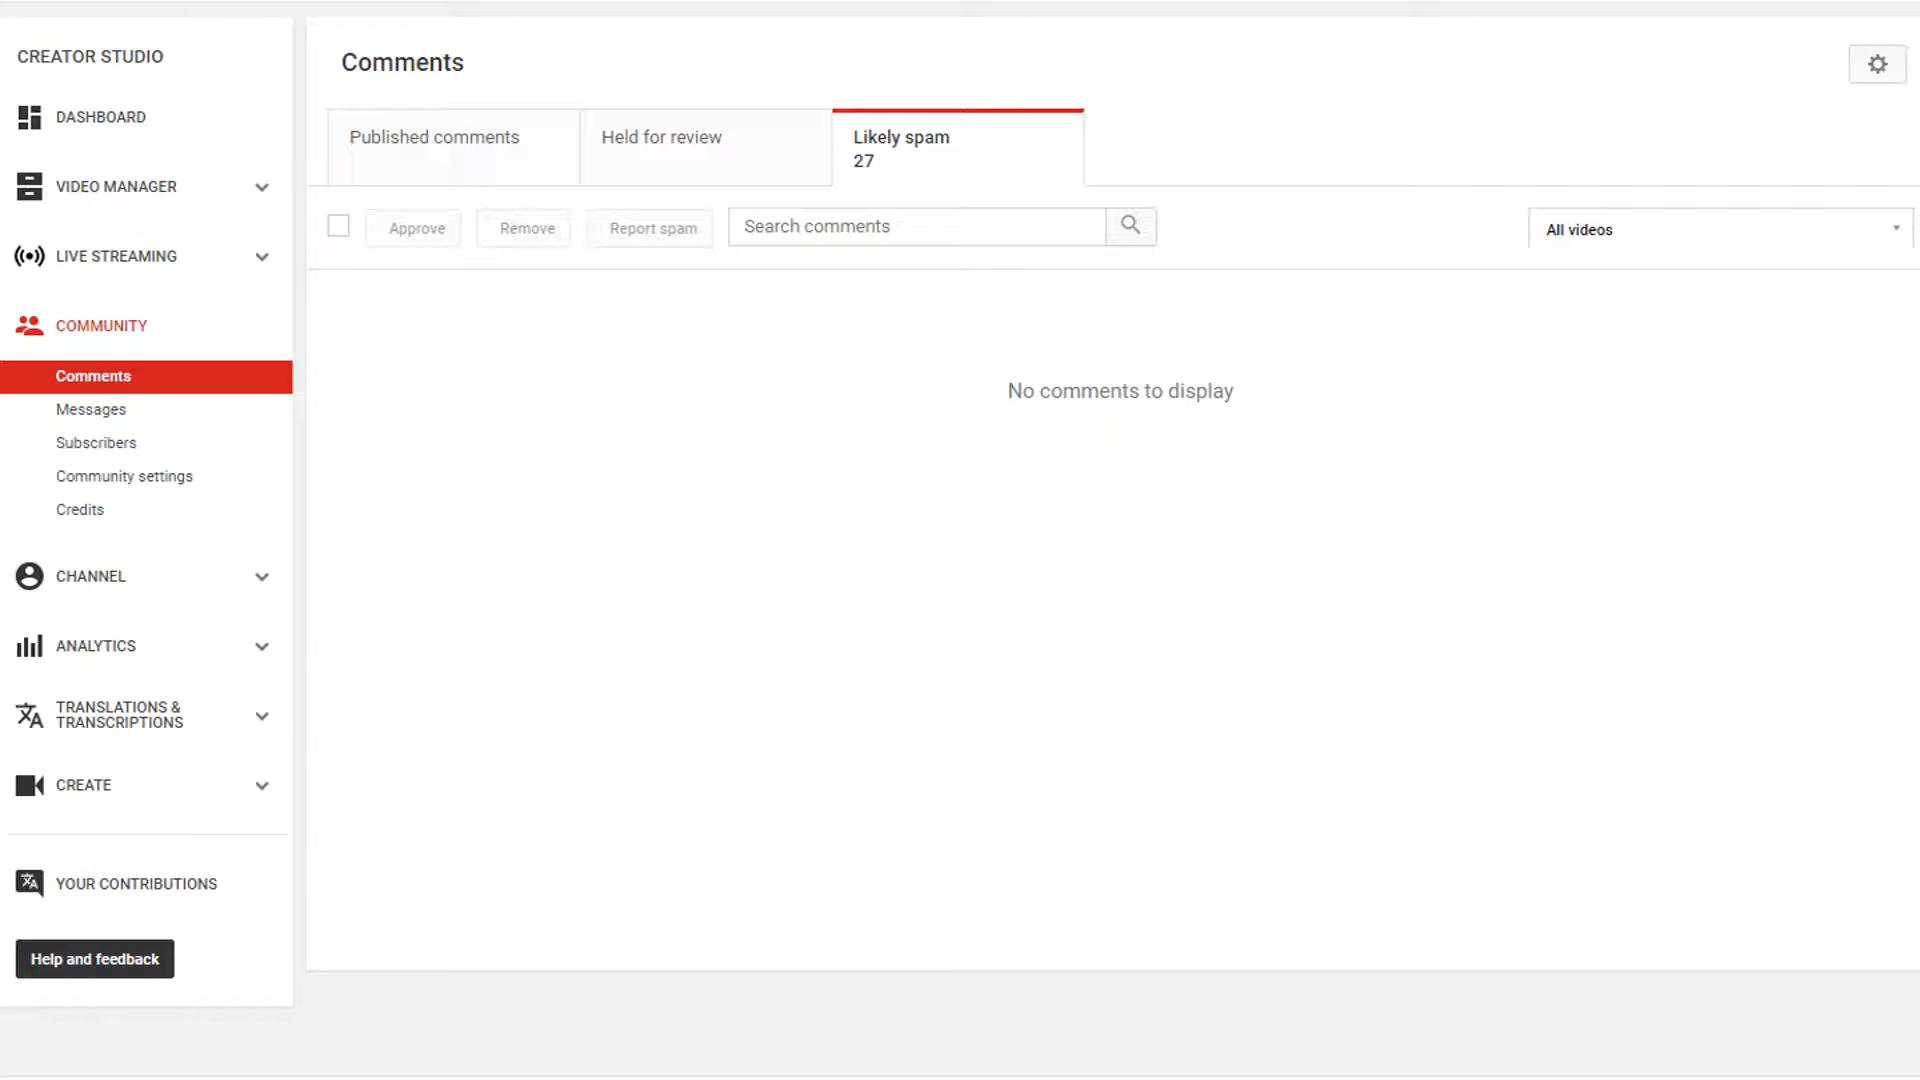 CREATOR STUDIO
DASHBOARD
VIDEO MANAGER
LIVE STREAMING
COMMUNITY
Comments
Messages
Subscribers
Community settings
Credits
CHANNEL
ANALYTICS
TRANSLATIONS &
TRANSCRIPTIONS
CREATE
YOUR CONTRIBUTIONS
Help and feedback
Comments
Published comments
Held for review
Likely spam
27
Approve
Remove
Report spam
Search comments
All videos
No comments to display